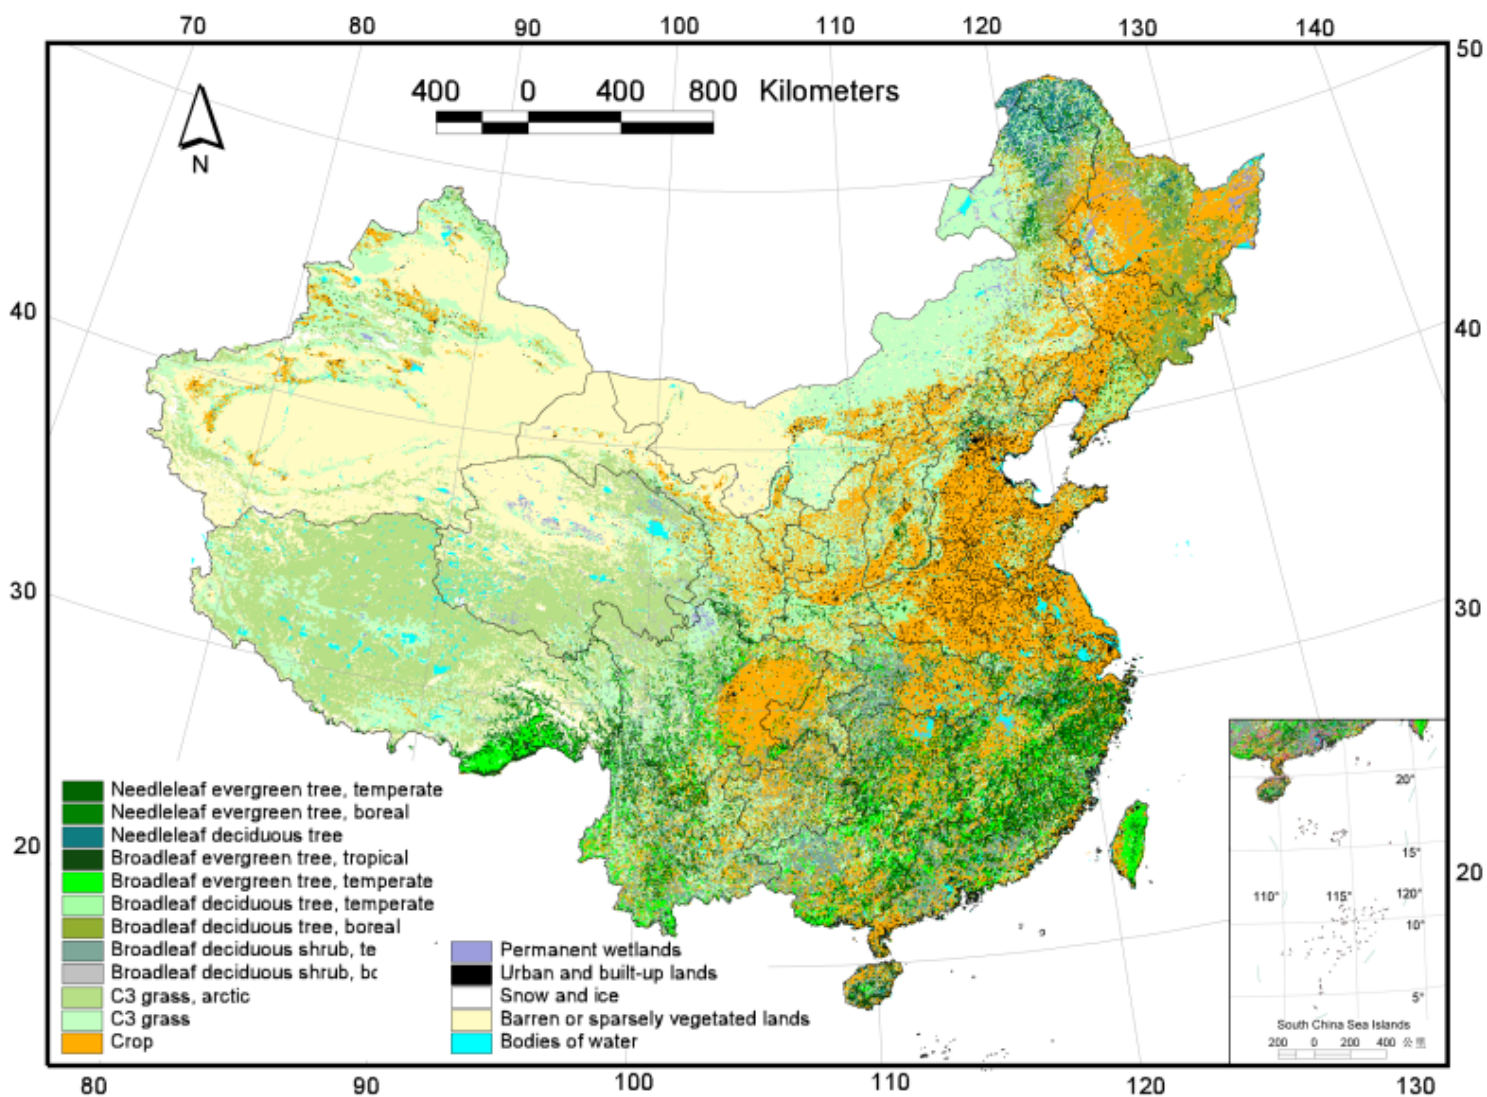 70 80 90 100 110 120 130 140
50
400 0 400 800 Kilometers
N
40 40
30 30
20 20
Needleleaf evergreen tree, temperate
Needleleaf evergreen tree, boreal
Needleleaf deciduous tree
Broadleaf evergreen tree, tropical
Broadleaf evergreen tree, temperate
Broadleaf deciduous tree, temperate
Broadleaf deciduous tree, boreal
Broadleaf deciduous shrub, te
Broadleaf deciduous shrub, bc
C3 grass, arctic
C3 grass
Crop
Permanent wetlands
Urban and built-up lands
Snow and ice
Barren or sparsely vegetated lands
Bodies of water
20°
15°
110° 115° 120°
10°
5°
South China Sea Islands
200 0 200 400 公里
80 90 100 110 120 130